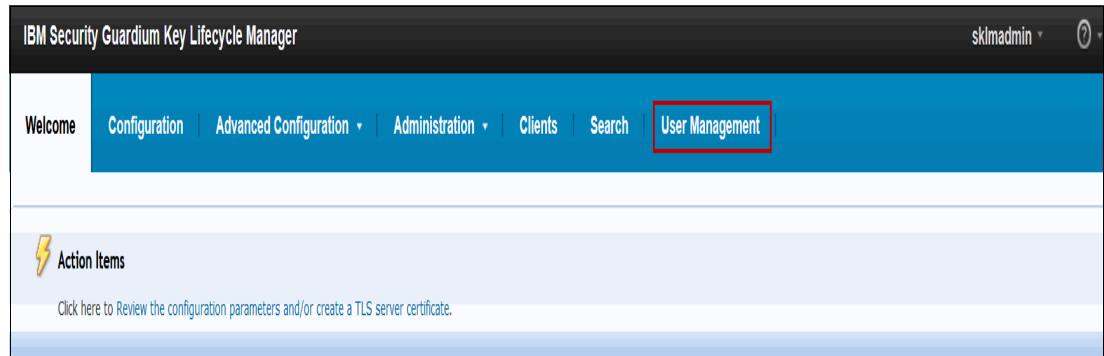 IBM Security Guardium Key Lifecycle Manager
sklmadmin
?
Welcome Configuration Advanced Configuration Administration Clients Search User Management
Action Items
Click here to Review the configuration parameters and/or create a TLS server certificate.